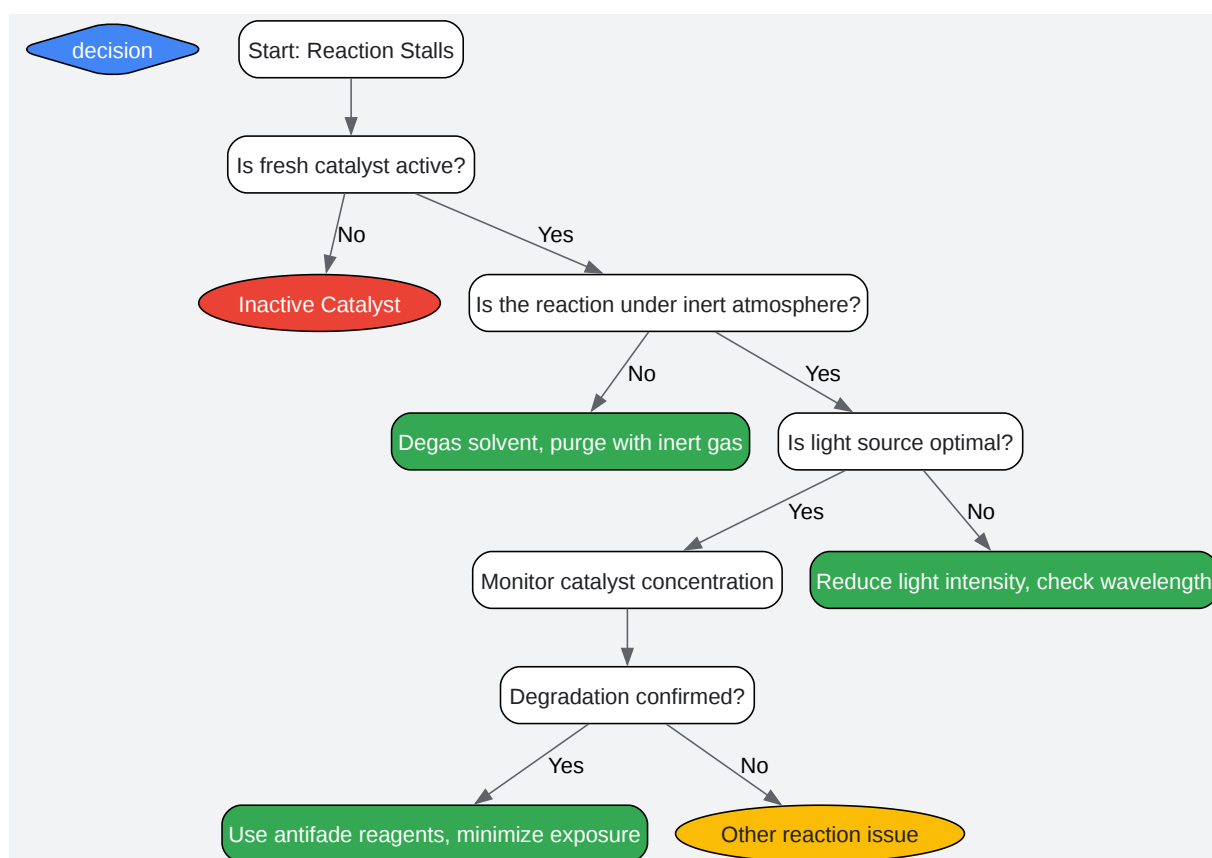 decision
Start: Reaction Stalls
Is fresh catalyst active?
No
Yes
Inactive Catalyst
Is the reaction under inert atmosphere?
No
Yes
Degas solvent, purge with inert gas
Is light source optimal?
Yes
No
Monitor catalyst concentration
Reduce light intensity, check wavelength
Degradation confirmed?
Yes
No
Use antifade reagents, minimize exposure
Other reaction issue